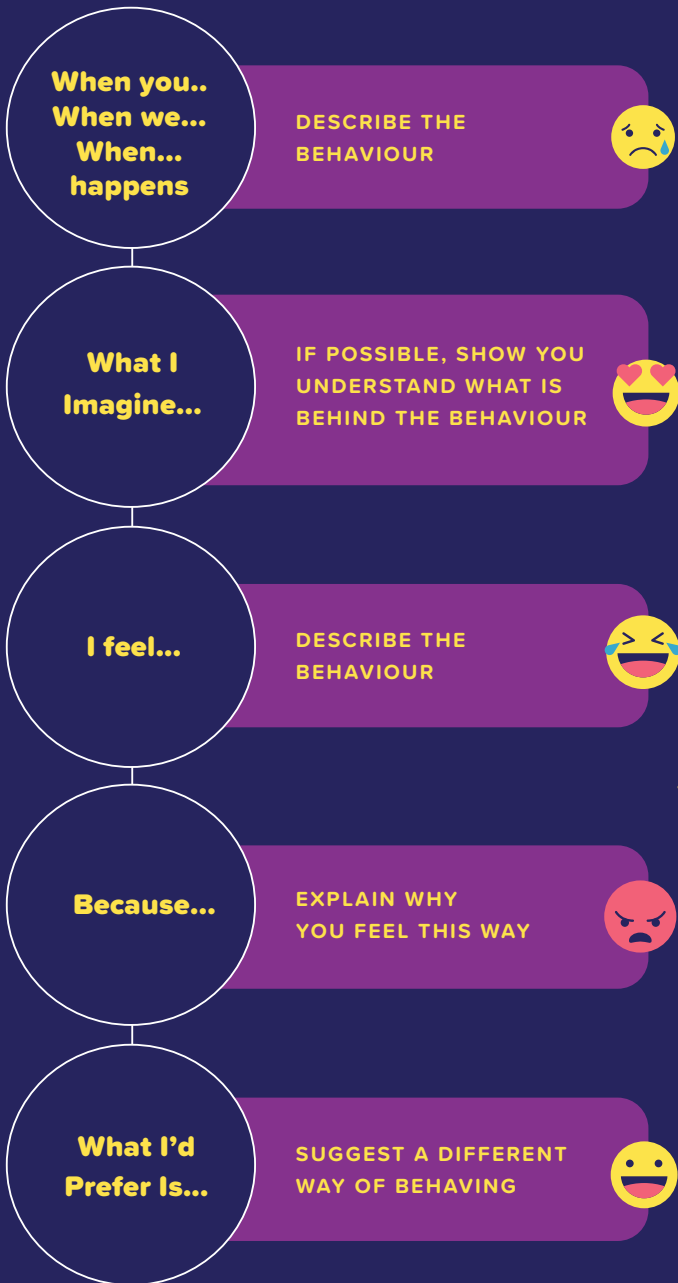 When you..
When we...
When...
happens
DESCRIBE THE
BEHAVIOUR
What I
Imagine...
IF POSSIBLE, SHOW YOU
UNDERSTAND WHAT IS
BEHIND THE BEHAVIOUR
I feel...
DESCRIBE THE
BEHAVIOUR
Because...
EXPLAIN WHY
YOU FEEL THIS WAY
What I’d
Prefer Is...
SUGGEST A DIFFERENT
WAY OF BEHAVING